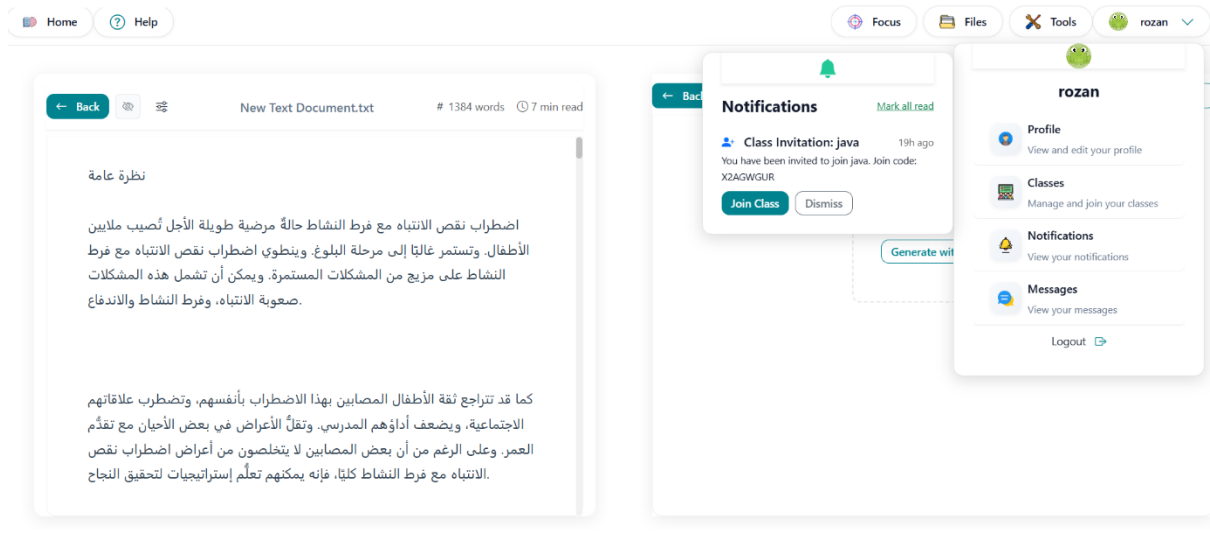 Home
Help
Focus
Files
Tools
rozan
← Back
New Text Document.txt
# 1384 words
7 min read
نظرة عامة
اضطراب نقص الانتباه مع فرط النشاط حالةٌ مرضية طويلة الأجل تُصيب ملايين
الأطفال. وتستمر غالبًا إلى مرحلة البلوغ. وينطوي اضطراب نقص الانتباه مع فرط
النشاط على مزيج من المشكلات المستمرة. ويمكن أن تشمل هذه المشكلات
.صعوبة الانتباه، وفرط النشاط والاندفاع
كما قد تتراجع ثقة الأطفال المصابين بهذا الاضطراب بأنفسهم، وتضطرب علاقاتهم
الاجتماعية، ويضعف أداؤهم المدرسي. وتقلُّ الأعراض في بعض الأحيان مع تقدُّم
العمر. وعلى الرغم من أن بعض المصابين لا يتخلصون من أعراض اضطراب نقص
.الانتباه مع فرط النشاط كليًا، فإنه يمكنهم تعلُّم إستراتيجيات لتحقيق النجاح
← Bac
Generate wit
Notifications
Mark all read
Class Invitation: java
19h ago
You have been invited to join java. Join code:
X2AGWGUR
Join Class
Dismiss
rozan
Profile
View and edit your profile
Classes
Manage and join your classes
Notifications
View your notifications
Messages
View your messages
Logout